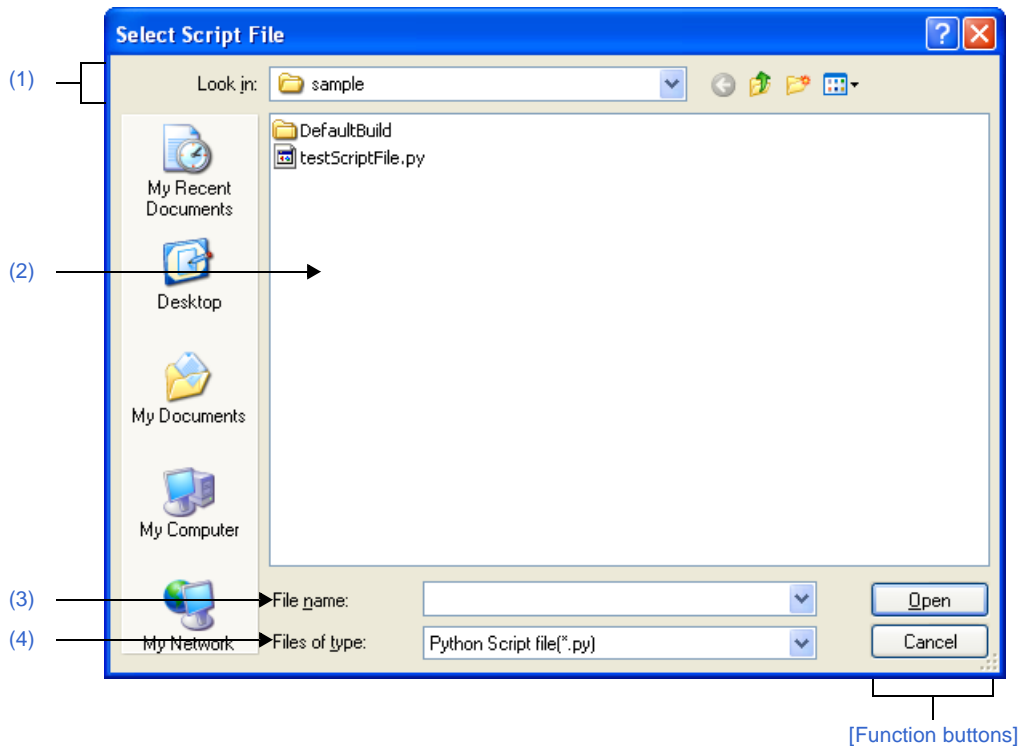 Select Script File
(1)
Look in:
sample
DefaultBuild
testScriptFile.py
My Recent
Documents
(2)
Desktop
My Documents
My Computer
My Network
(3)
File name:
Open
(4)
Files of type:
Python Script file(*.py)
Cancel
[Function buttons]